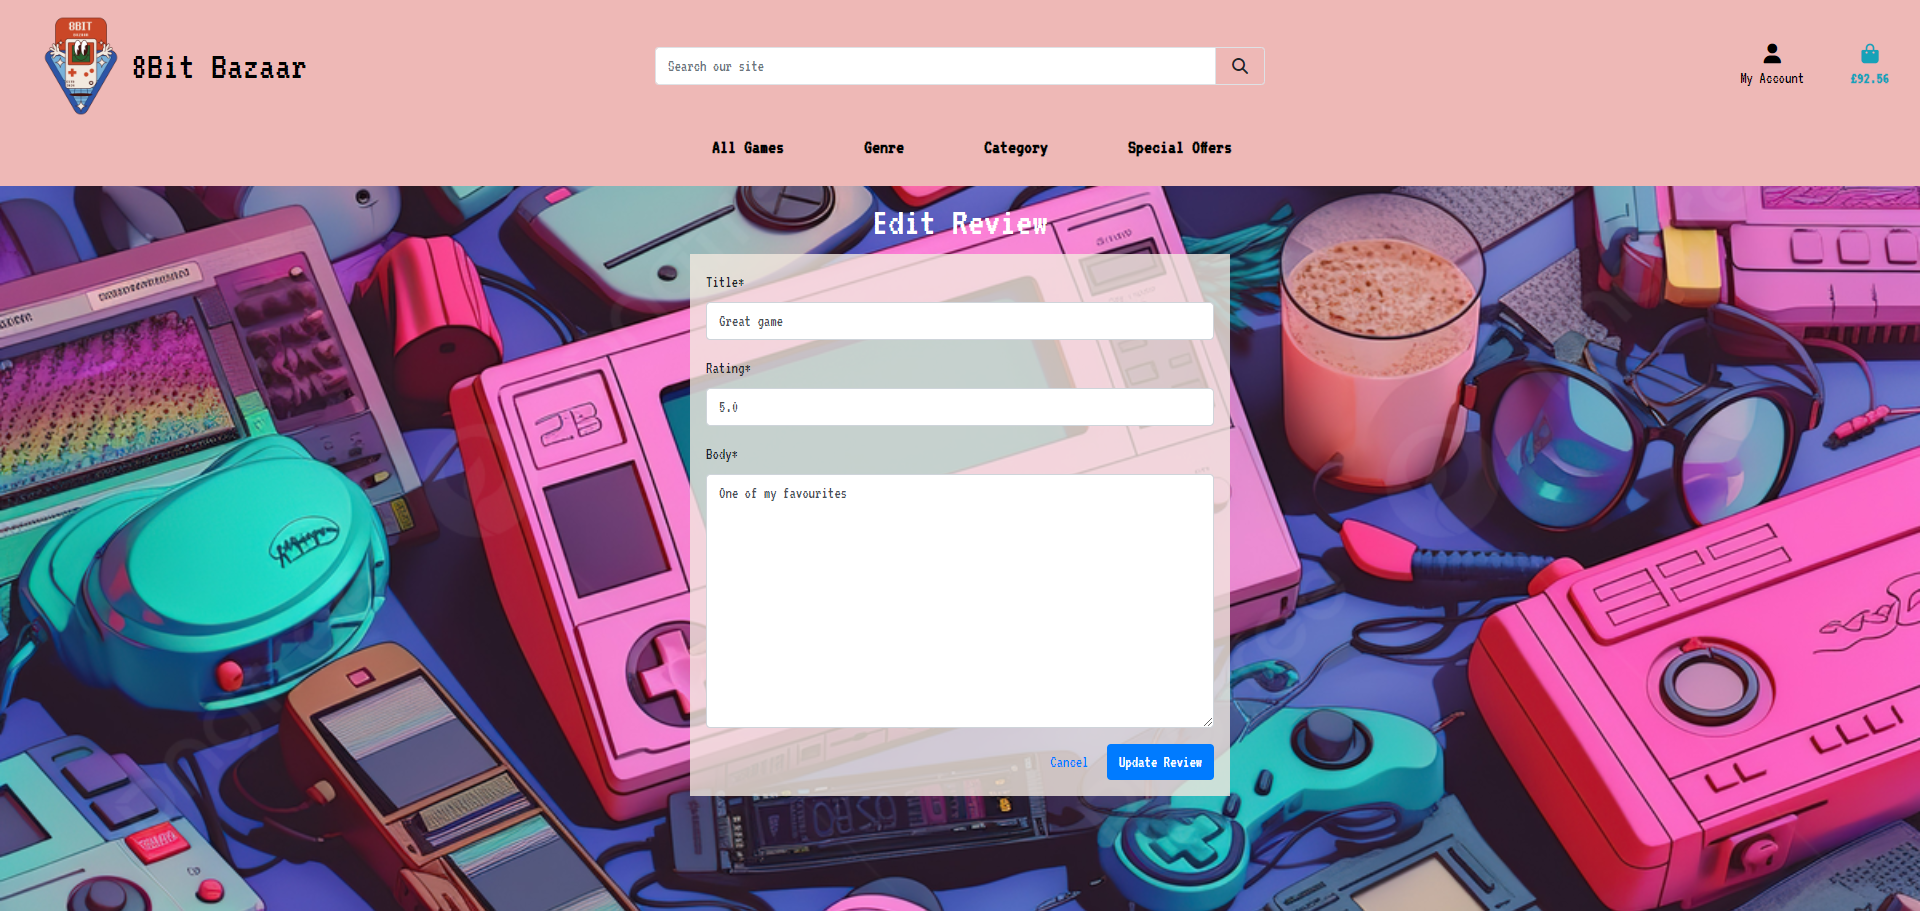 8BIT
8Bit Bazaar
Search our site
My Account
£92.56
All Games
Genre
Category
Special Offers
Edit Review
Title*
Great game
Rating*
5.0
Body*
One of my favourites
Cancel
Update Review